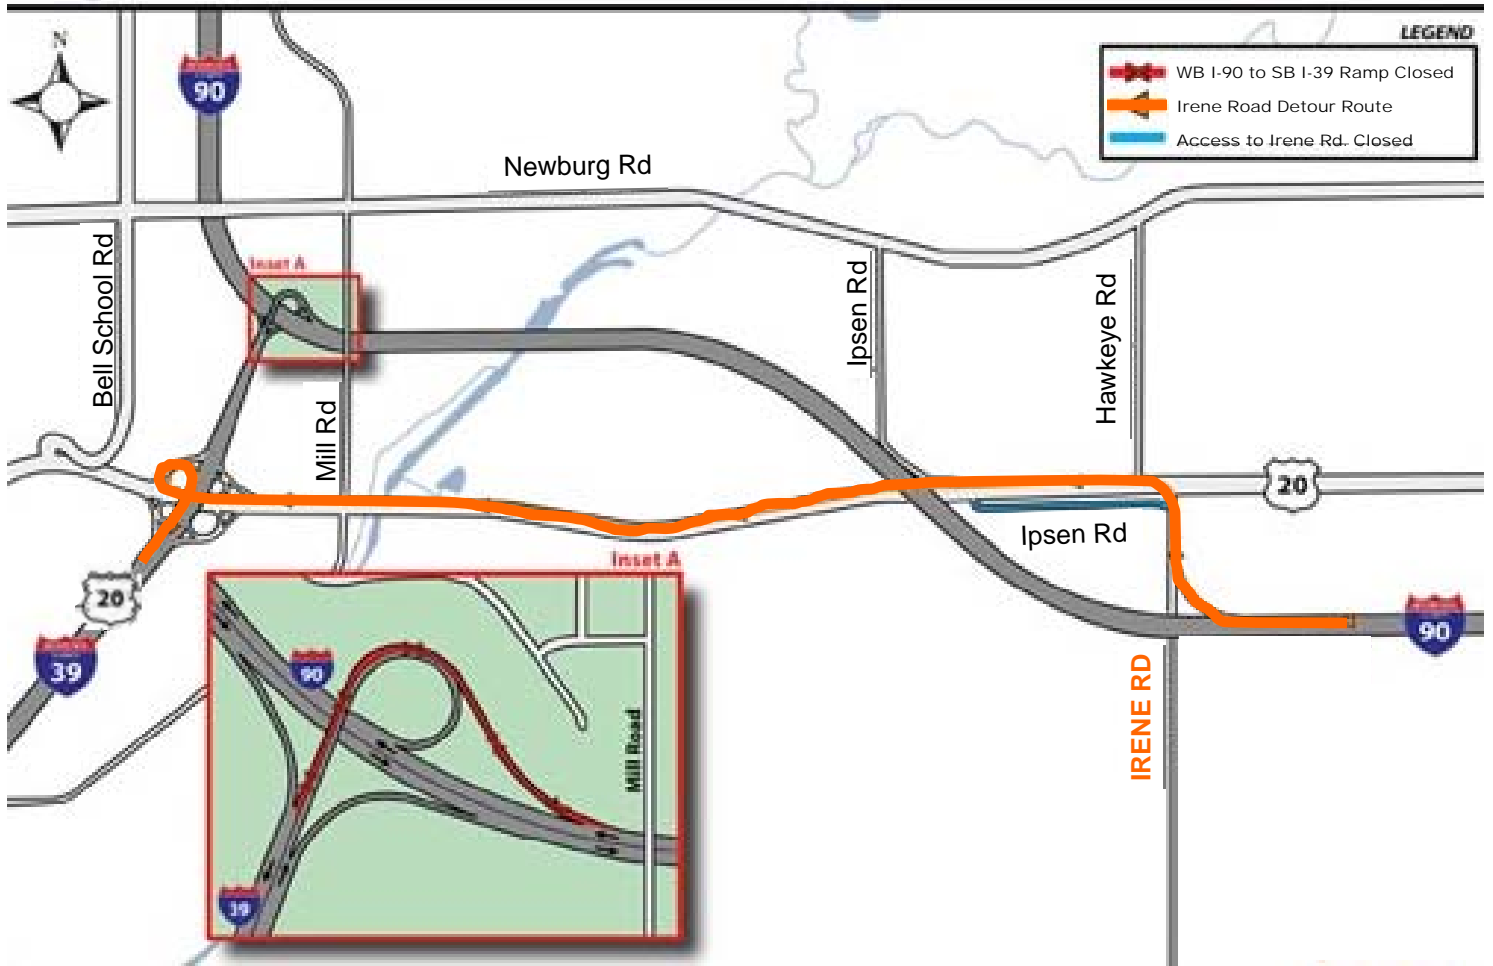 N
LEGEND
WB I-90 to SB I-39 Ramp Closed
Irene Road Detour Route
Access to Irene Rd. Closed
90
Newburg Rd
Bell School Rd
Inset A
Ipsen Rd
Hawkeye Rd
Mill Rd
20
Ipsen Rd
Inset A
20
39
90
IRENE RD
90
Mill Road
39